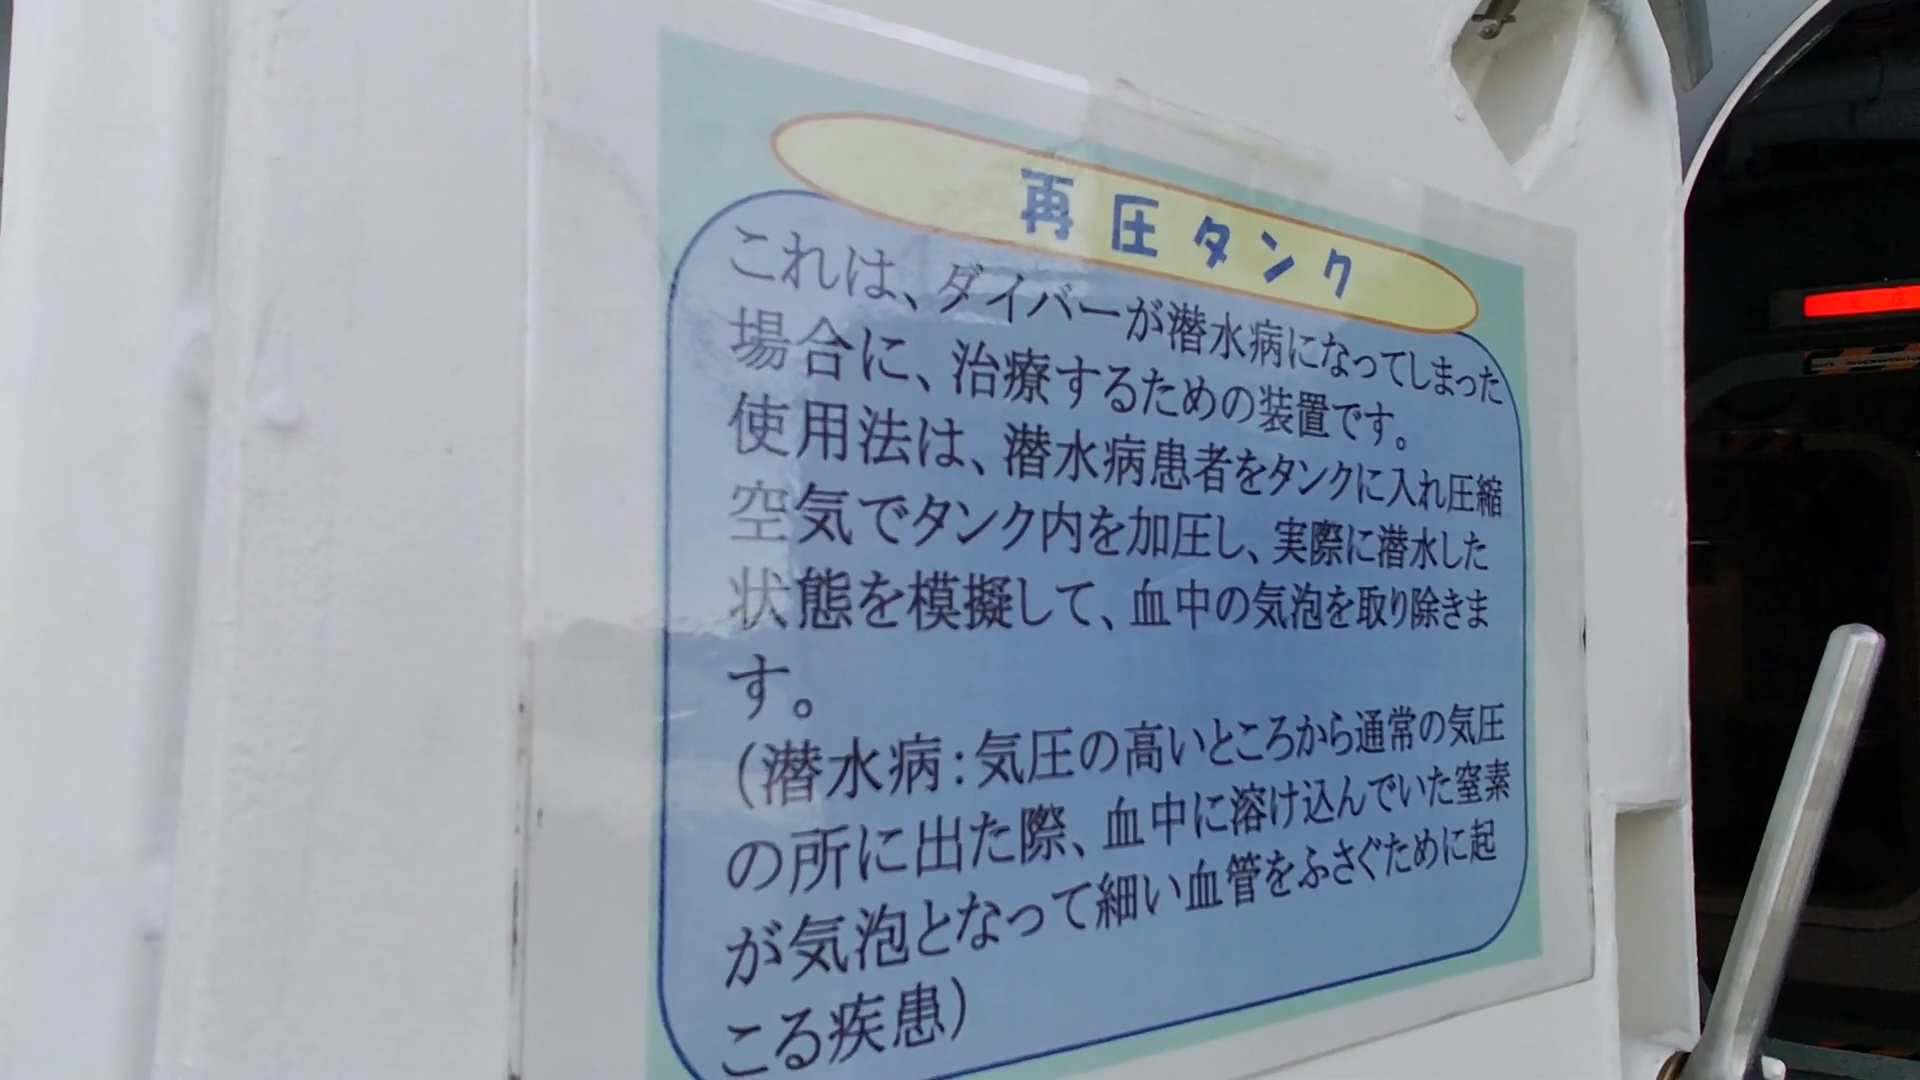 再圧タンク
これは、ダイバーが潜水病になってしまった
場合に、治療するための装置です。
使用法は、潜水病患者をタンクに入れ圧縮
空気でタンク内を加圧し、実際に潜水した
状態を模擬して、血中の気泡を取り除きま
す。
(潜水病:気圧の高いところから通常の気圧
の所に出た際、血中に溶け込んでいた窒素
が気泡となって細い血管をふさぐために起
こる疾患)